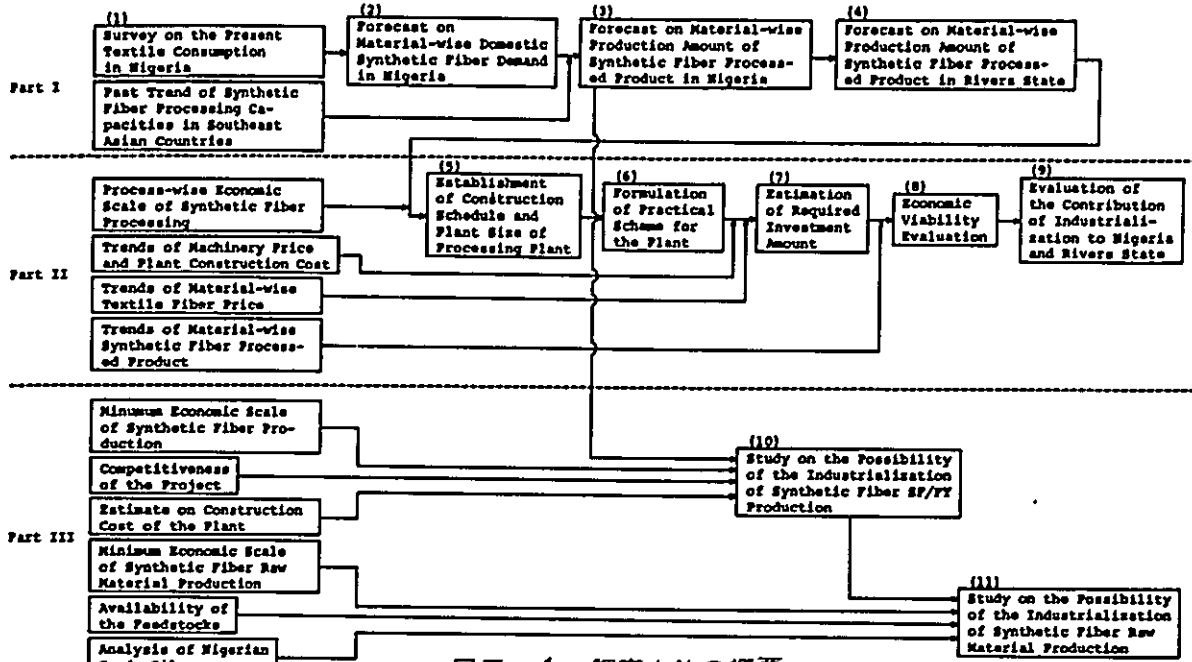 (1)
Survey on the Present
Textile Consumption
in Nigeria
(2)
Forecast on
Material-wise Domestic
Synthetic Fiber Demand
in Nigeria
(3)
Forecast on Material-wise
Production Amount of
Synthetic Fiber Process-
ed Product in Nigeria
(4)
Forecast on Material-wise
Production Amount of
Synthetic Fiber Process-
ed Product in Rivers State
Part I
Past Trend of Synthetic
Fiber Processing Ca-
pacities in Southeast
Asian Countries
Process-wise Economic
Scale of Synthetic Fiber
Processing
(5)
Establishment
of Construction
Schedule and
Plant Size of
Processing Plant
(6)
Formulation
of Practical
Scheme for
the Plant
(7)
Estimation
of Required
Investment
Amount
(8)
Economic
Viability
Evaluation
(9)
Evaluation of
the Contribution
of Industriali-
zation to Nigeria
and Rivers State
Part II
Trends of Machinery Price
and Plant Construction Cost
Trends of Material-wise
Textile Fiber Price
Trends of Material-wise
Synthetic Fiber Process-
ed Product
Minumum Economic Scale
of Synthetic Fiber Pro-
duction
Competitiveness
of the Project
Estimate on Construction
Cost of the Plant
(10)
Study on the Possibility
of the Industrialization
of Synthetic Fiber SF/FY
Production
Part III
Minimum Economic Scale
of Synthetic Fiber Raw
Material Production
Availability of
the Feedstocks
Analysis of Nigerian
(11)
Study on the Possibility
of the Industrialization
of Synthetic Fiber Raw
Material Production